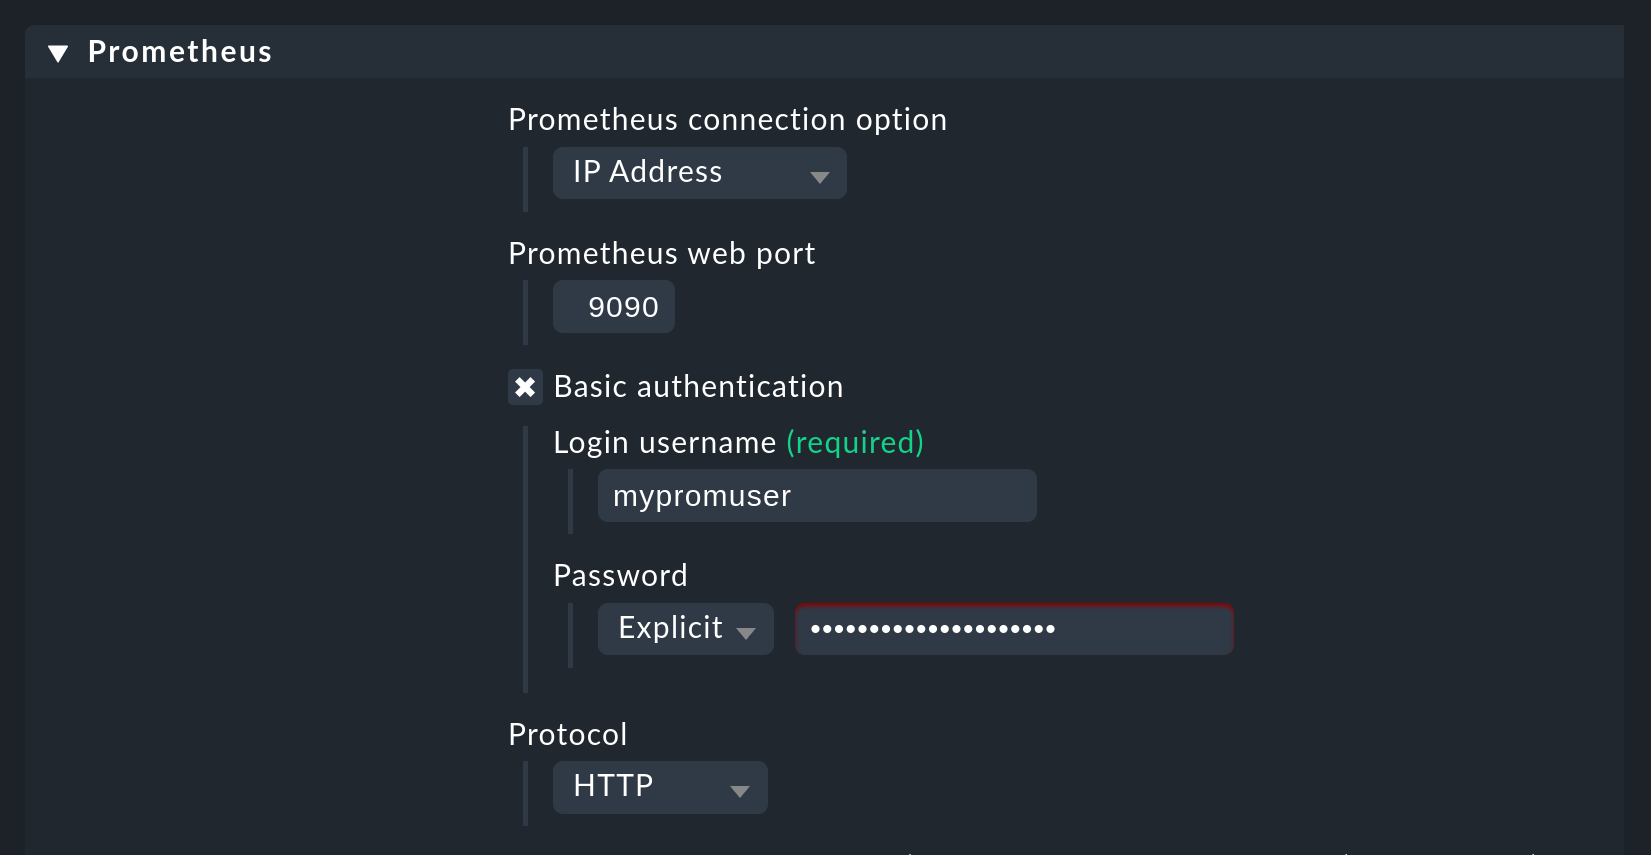 Prometheus
Prometheus connection option
IP Address
Prometheus web port
9090
Basic authentication
Login username (required)
mypromuser
Password
Explicit •••••••••••••••••••••
Protocol
HTTP